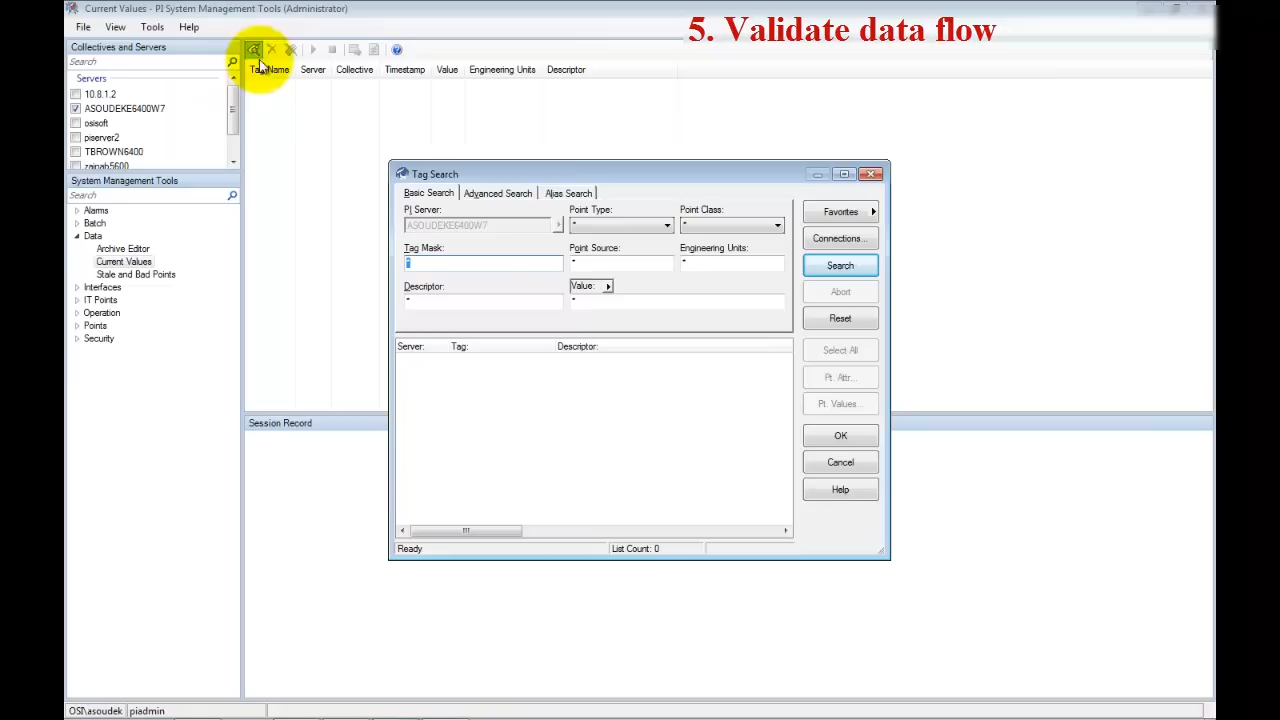 Current Values - PI System Management Tools (Administrator)
5. Validate data flow
File View Tools Help
Collectives and Servers
Search
Servers
10.8.1.2
ASOUDEKE6400W7
osisoft
piserver2
TBROWN6400
zainab5600
System Management Tools
Search
Alarms
Batch
Data
Archive Editor
Current Values
Stale and Bad Points
Interfaces
IT Points
Operation
Points
Security
Tag Name Server Collective Timestamp Value Engineering Units Descriptor
Tag Search
Basic Search Advanced Search Alias Search
PI Server: Point Type: Point Class:
ASOUDEKE6400W7 * *
Tag Mask: Point Source: Engineering Units:
* * *
Descriptor: Value:
* *
Favorites
Connections...
Search
Abort
Reset
Select All
Pt. Attr...
Pt. Values...
OK
Cancel
Help
Server: Tag: Descriptor:
Ready List Count: 0
Session Record
OSI\asoudek piadmin